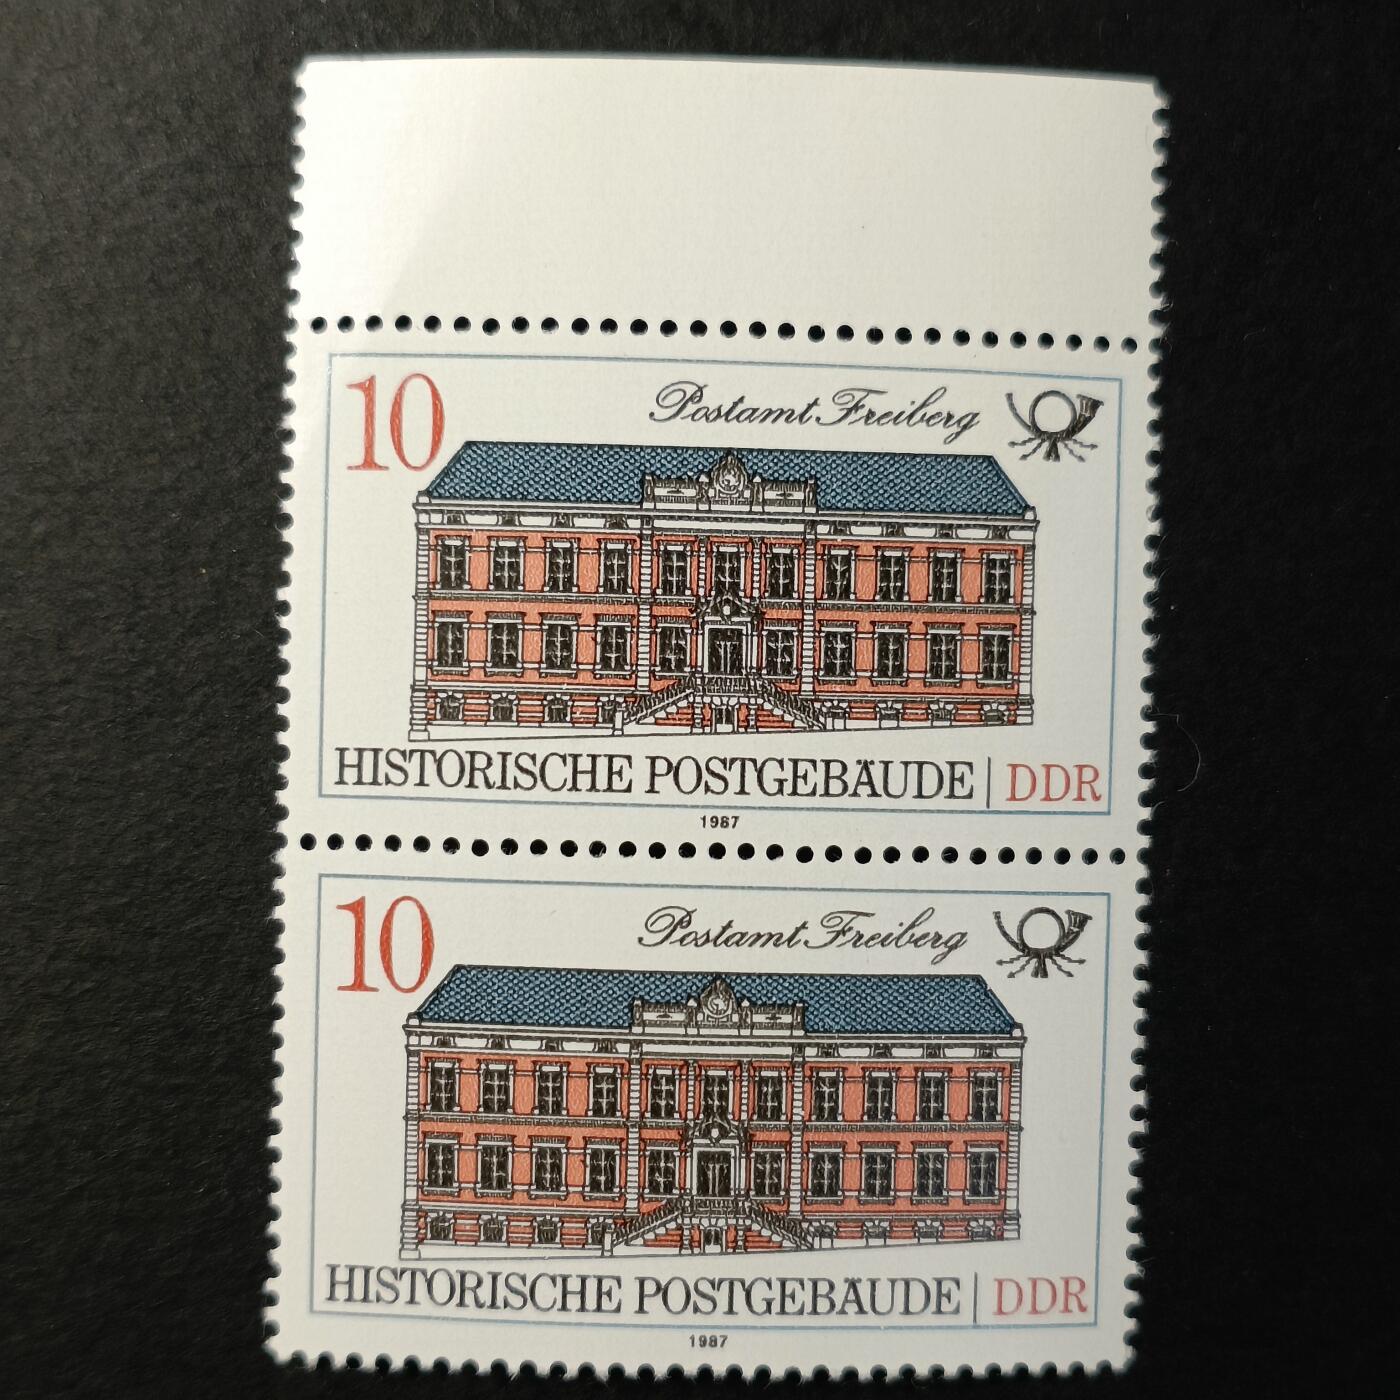 10
Postamt Freiberg
HISTORISCHE POSTGEBÄUDE | DDR
1987
10
Postamt Freiberg
HISTORISCHE POSTGEBÄUDE | DDR
1987